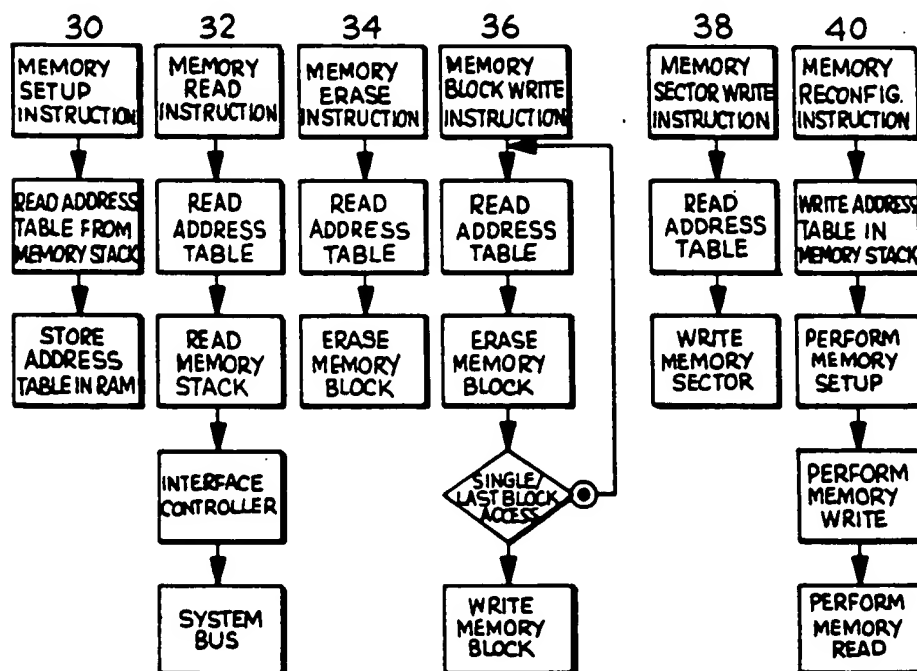 30
MEMORY
SETUP
INSTRUCTION
READ ADDRESS
TABLE FROM
MEMORY STACK
STORE
ADDRESS
TABLE IN RAM
32
MEMORY
READ
INSTRUCTION
READ
ADDRESS
TABLE
READ
MEMORY
STACK
INTERFACE
CONTROLLER
SYSTEM
BUS
34
MEMORY
ERASE
INSTRUCTION
READ
ADDRESS
TABLE
ERASE
MEMORY
BLOCK
36
MEMORY
BLOCK WRITE
INSTRUCTION
READ
ADDRESS
TABLE
ERASE
MEMORY
BLOCK
SINGLE/
LAST BLOCK
ACCESS
WRITE
MEMORY
BLOCK
38
MEMORY
SECTOR WRITE
INSTRUCTION
READ
ADDRESS
TABLE
WRITE
MEMORY
SECTOR
40
MEMORY
RECONFIG.
INSTRUCTION
WRITE ADDRESS
TABLE IN
MEMORY STACK
PERFORM
MEMORY
SETUP
PERFORM
MEMORY
WRITE
PERFORM
MEMORY
READ